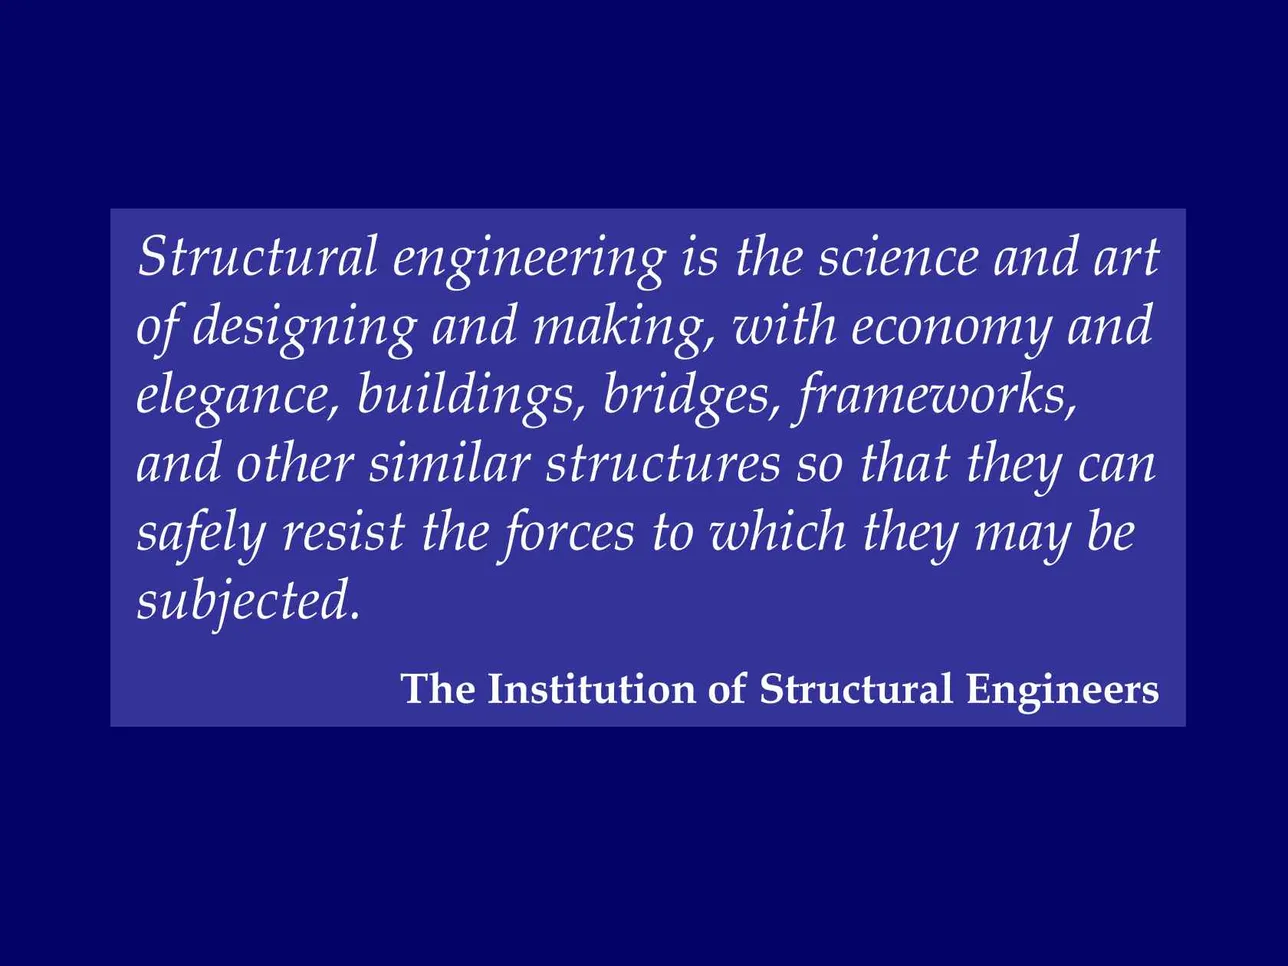 Structural engineering is the science and art
of designing and making, with economy and
elegance, buildings, bridges, frameworks,
and other similar structures so that they can
safely resist the forces to which they may be
subjected.
The Institution of Structural Engineers